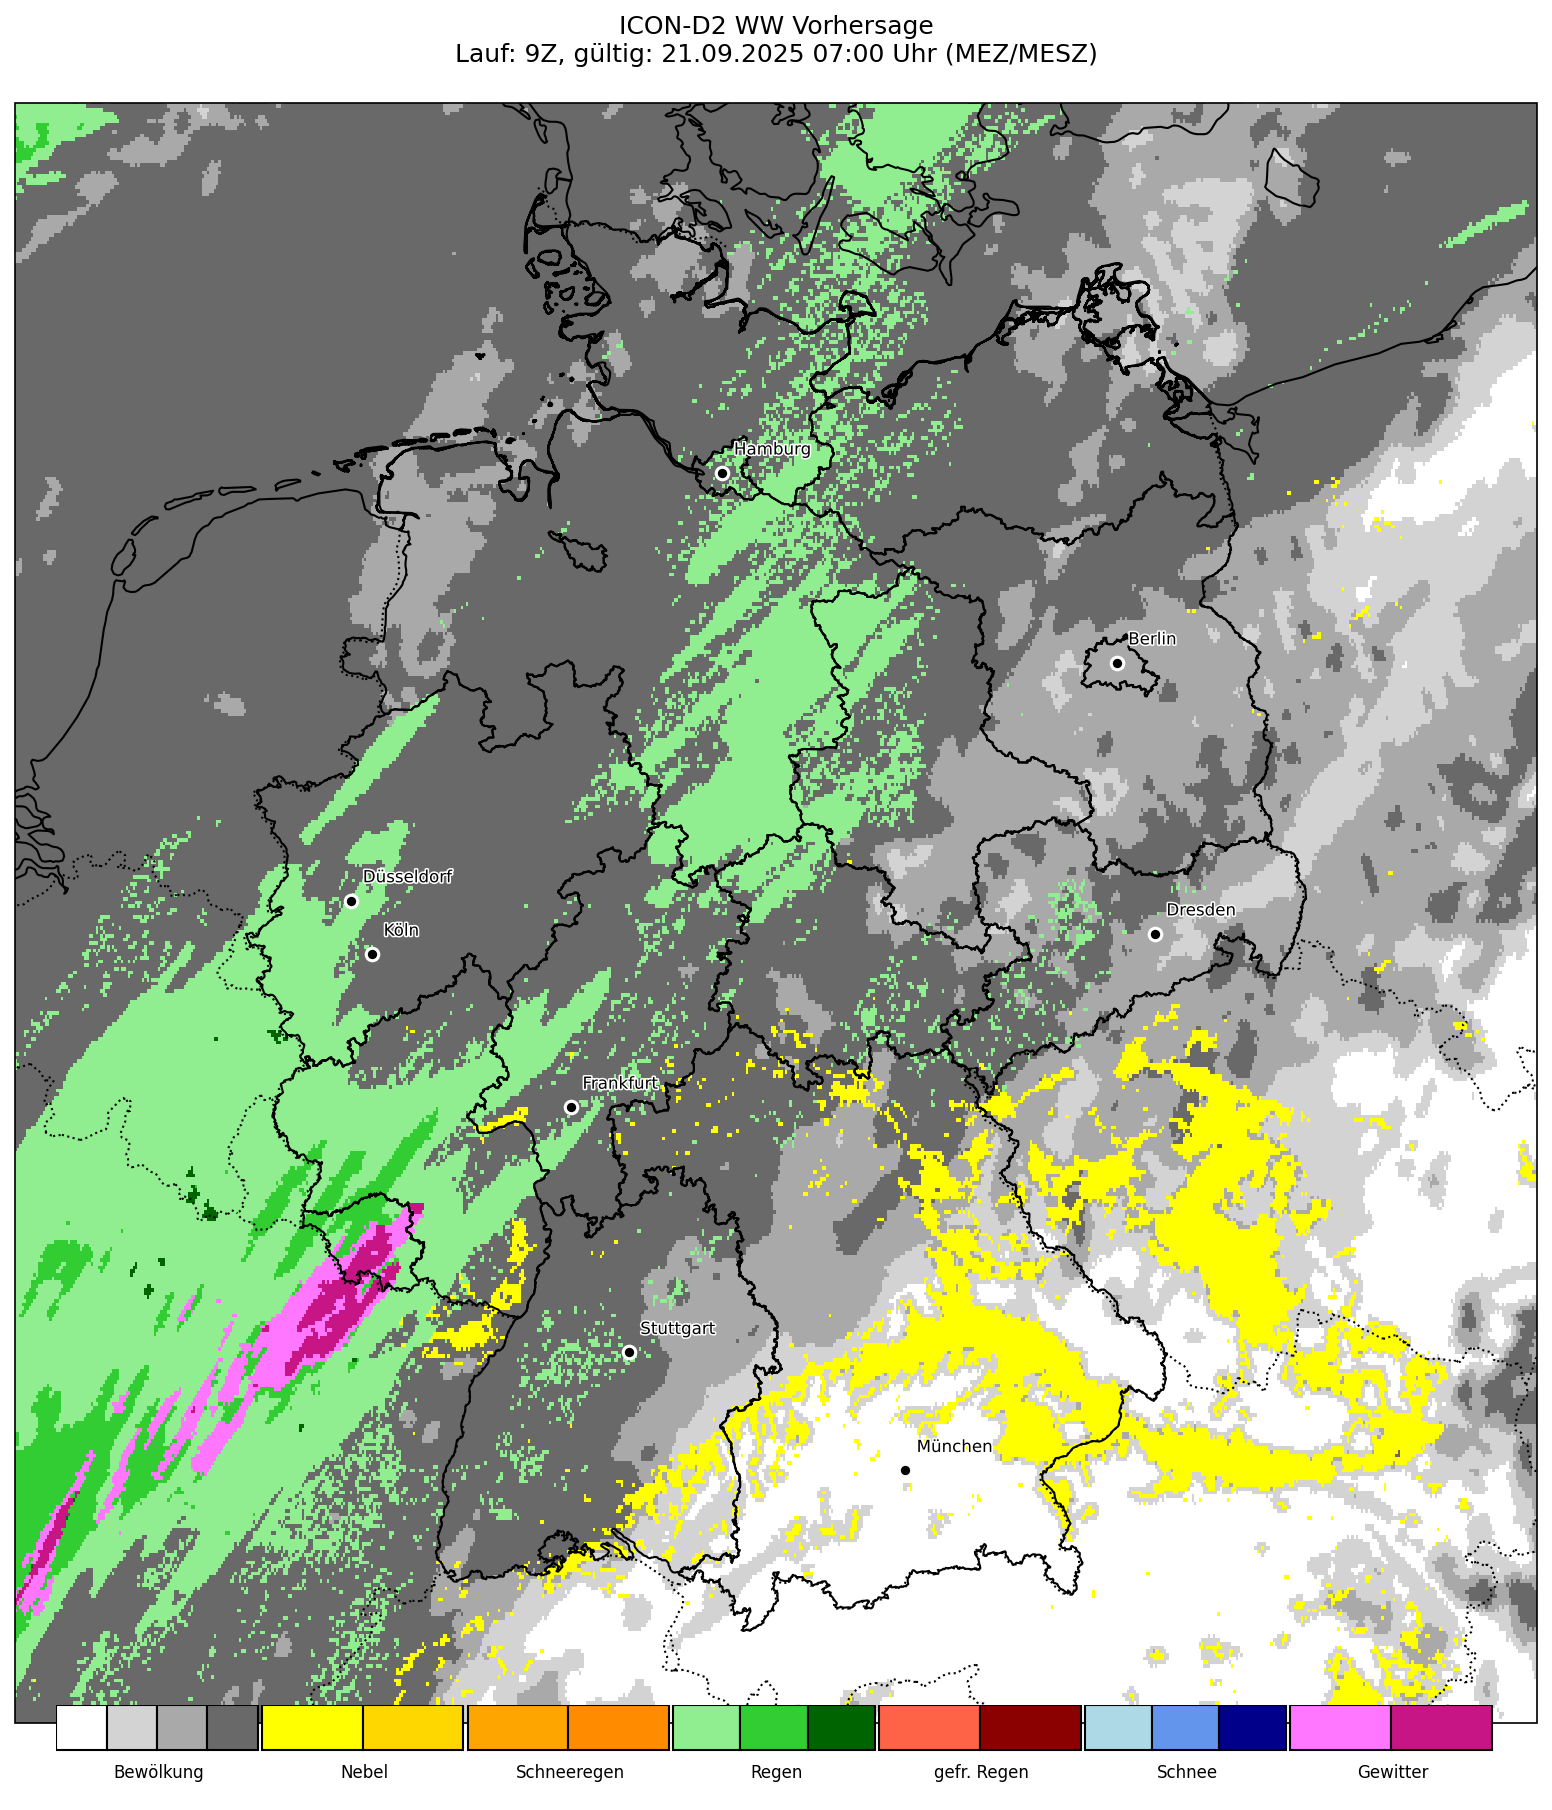 ICON-D2 WW Vorhersage
Lauf: 9Z, gültig: 21.09.2025 07:00 Uhr (MEZ/MESZ)
Hamburg
Berlin
Düsseldorf
Dresden
Köln
Frankfurt
Stuttgart
München
Bewölkung
Nebel
Schneeregen
Regen
gefr. Regen
Schnee
Gewitter